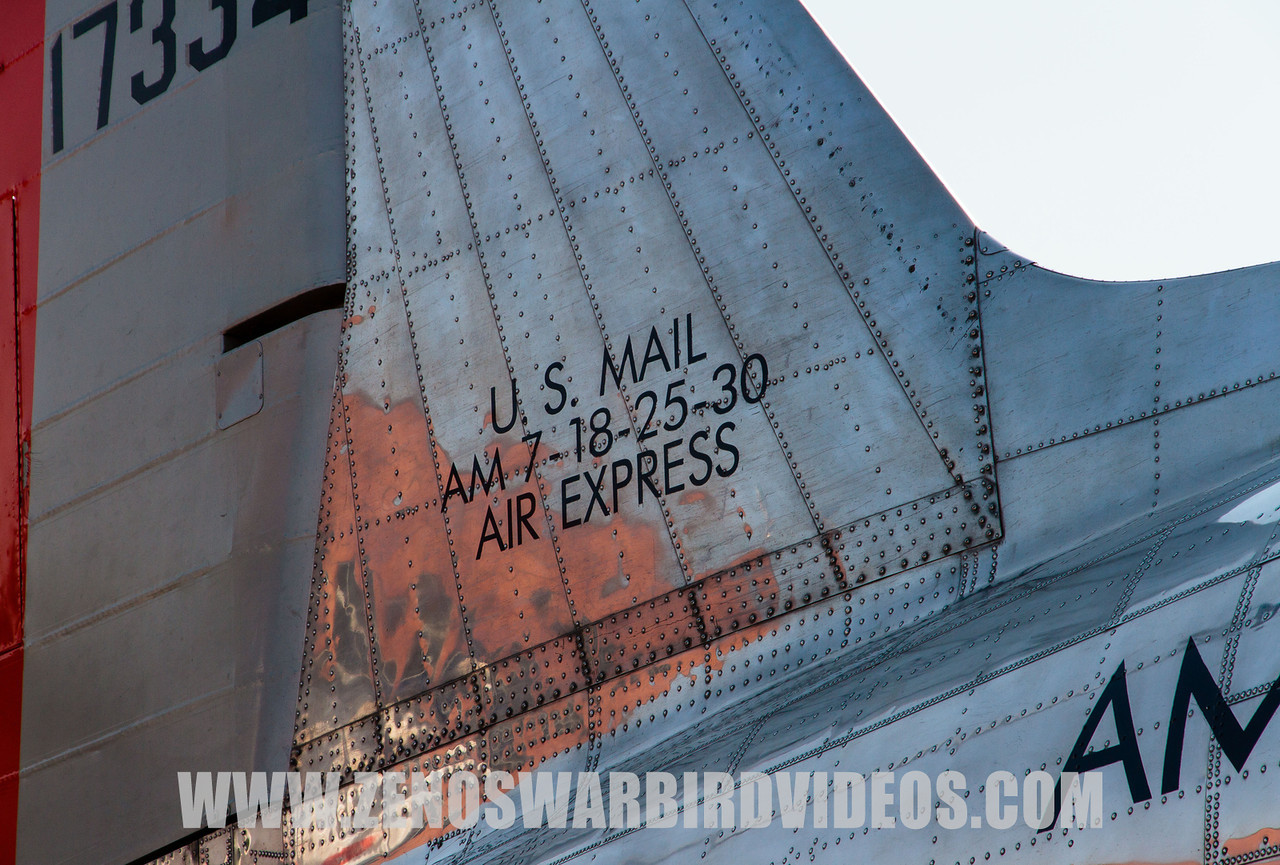 17334
U. S. MAIL
AM 7-18-25-30
AIR EXPRESS
AM
WWW.ZENOSWARBIRDVIDEOS.COM